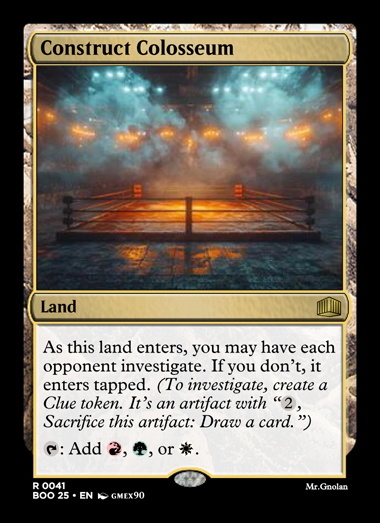 Construct Colosseum
Land
As this land enters, you may have each
opponent investigate. If you don't, it
enters tapped. (To investigate, create a
Clue token. It's an artifact with “2,
Sacrifice this artifact: Draw a card.”)
: Add , , or .
R 0041
BOO 25 • EN GMEX90
Mr.Gnolan